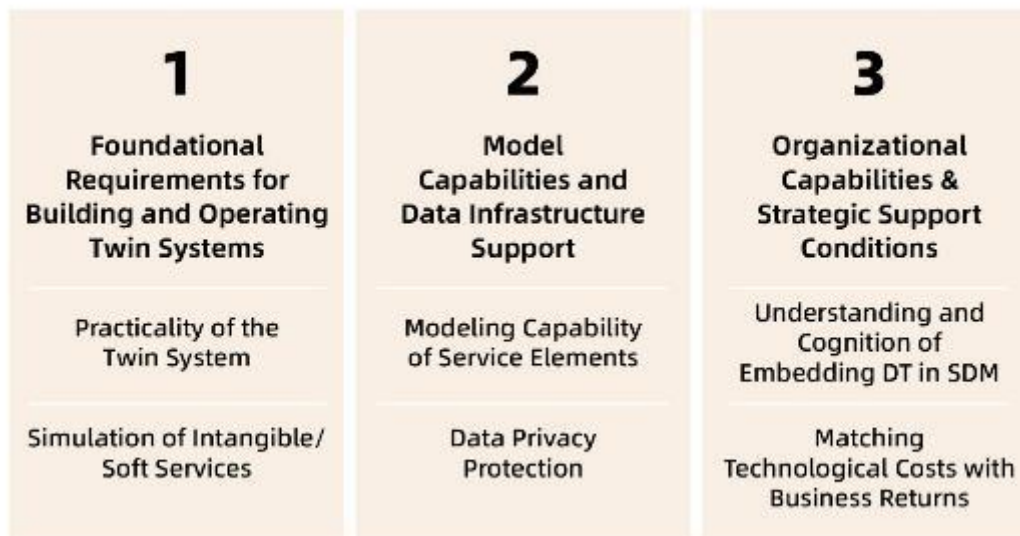 1
Foundational
Requirements for
Building and Operating
Twin Systems
Practicality of the
Twin System
Simulation of Intangible/
Soft Services
2
Model
Capabilities and
Data Infrastructure
Support
Modeling Capability
of Service Elements
Data Privacy
Protection
3
Organizational
Capabilities &
Strategic Support
Conditions
Understanding and
Cognition of
Embedding DT in SDM
Matching
Technological Costs with
Business Returns